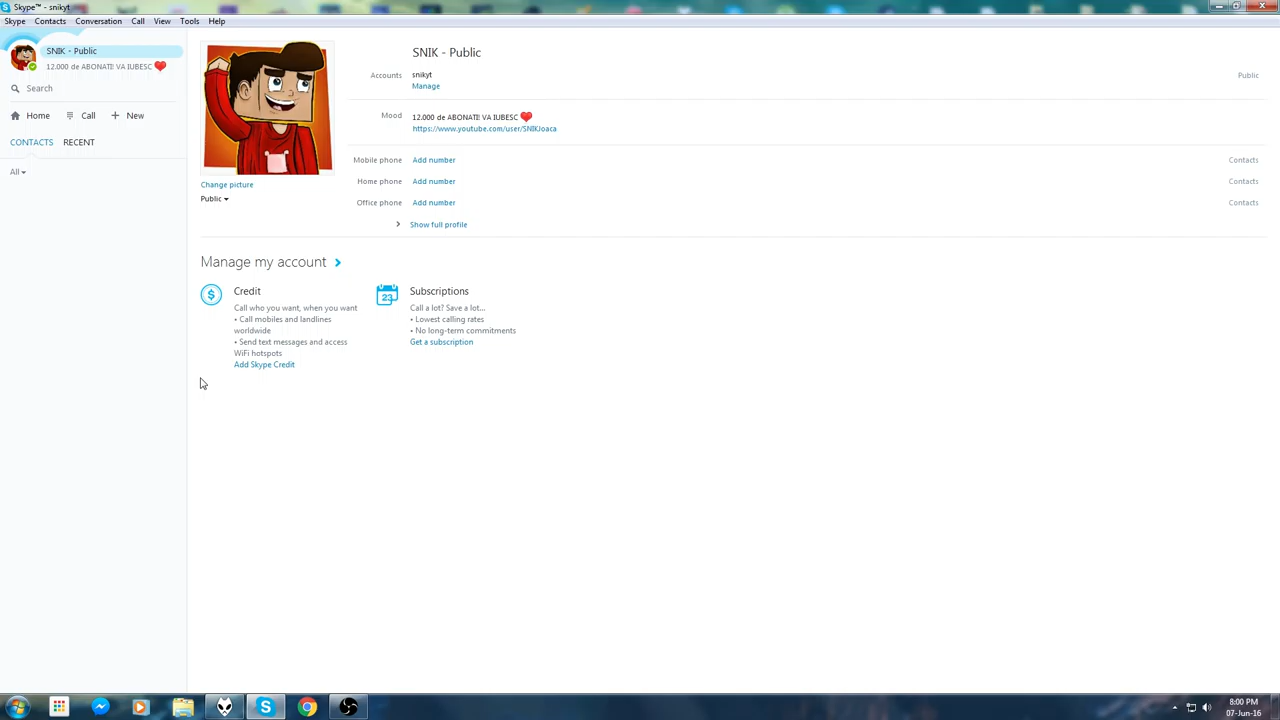 Skype™ - snikyt
Skype Contacts Conversation Call View Tools Help
SNIK - Public
12.000 de ABONATI! VA IUBESC
Search
Home Call New
CONTACTS RECENT
All
Change picture
Public
SNIK - Public
Accounts snikyt Public
Manage
Mood 12.000 de ABONATI! VA IUBESC
https://www.youtube.com/user/SNIKJoaca
Mobile phone Add number Contacts
Home phone Add number Contacts
Office phone Add number Contacts
Show full profile
Manage my account
Credit
Call who you want, when you want
• Call mobiles and landlines
worldwide
• Send text messages and access
WiFi hotspots
Add Skype Credit
23
Subscriptions
Call a lot? Save a lot...
• Lowest calling rates
• No long-term commitments
Get a subscription
8:00 PM
07-Jun-16